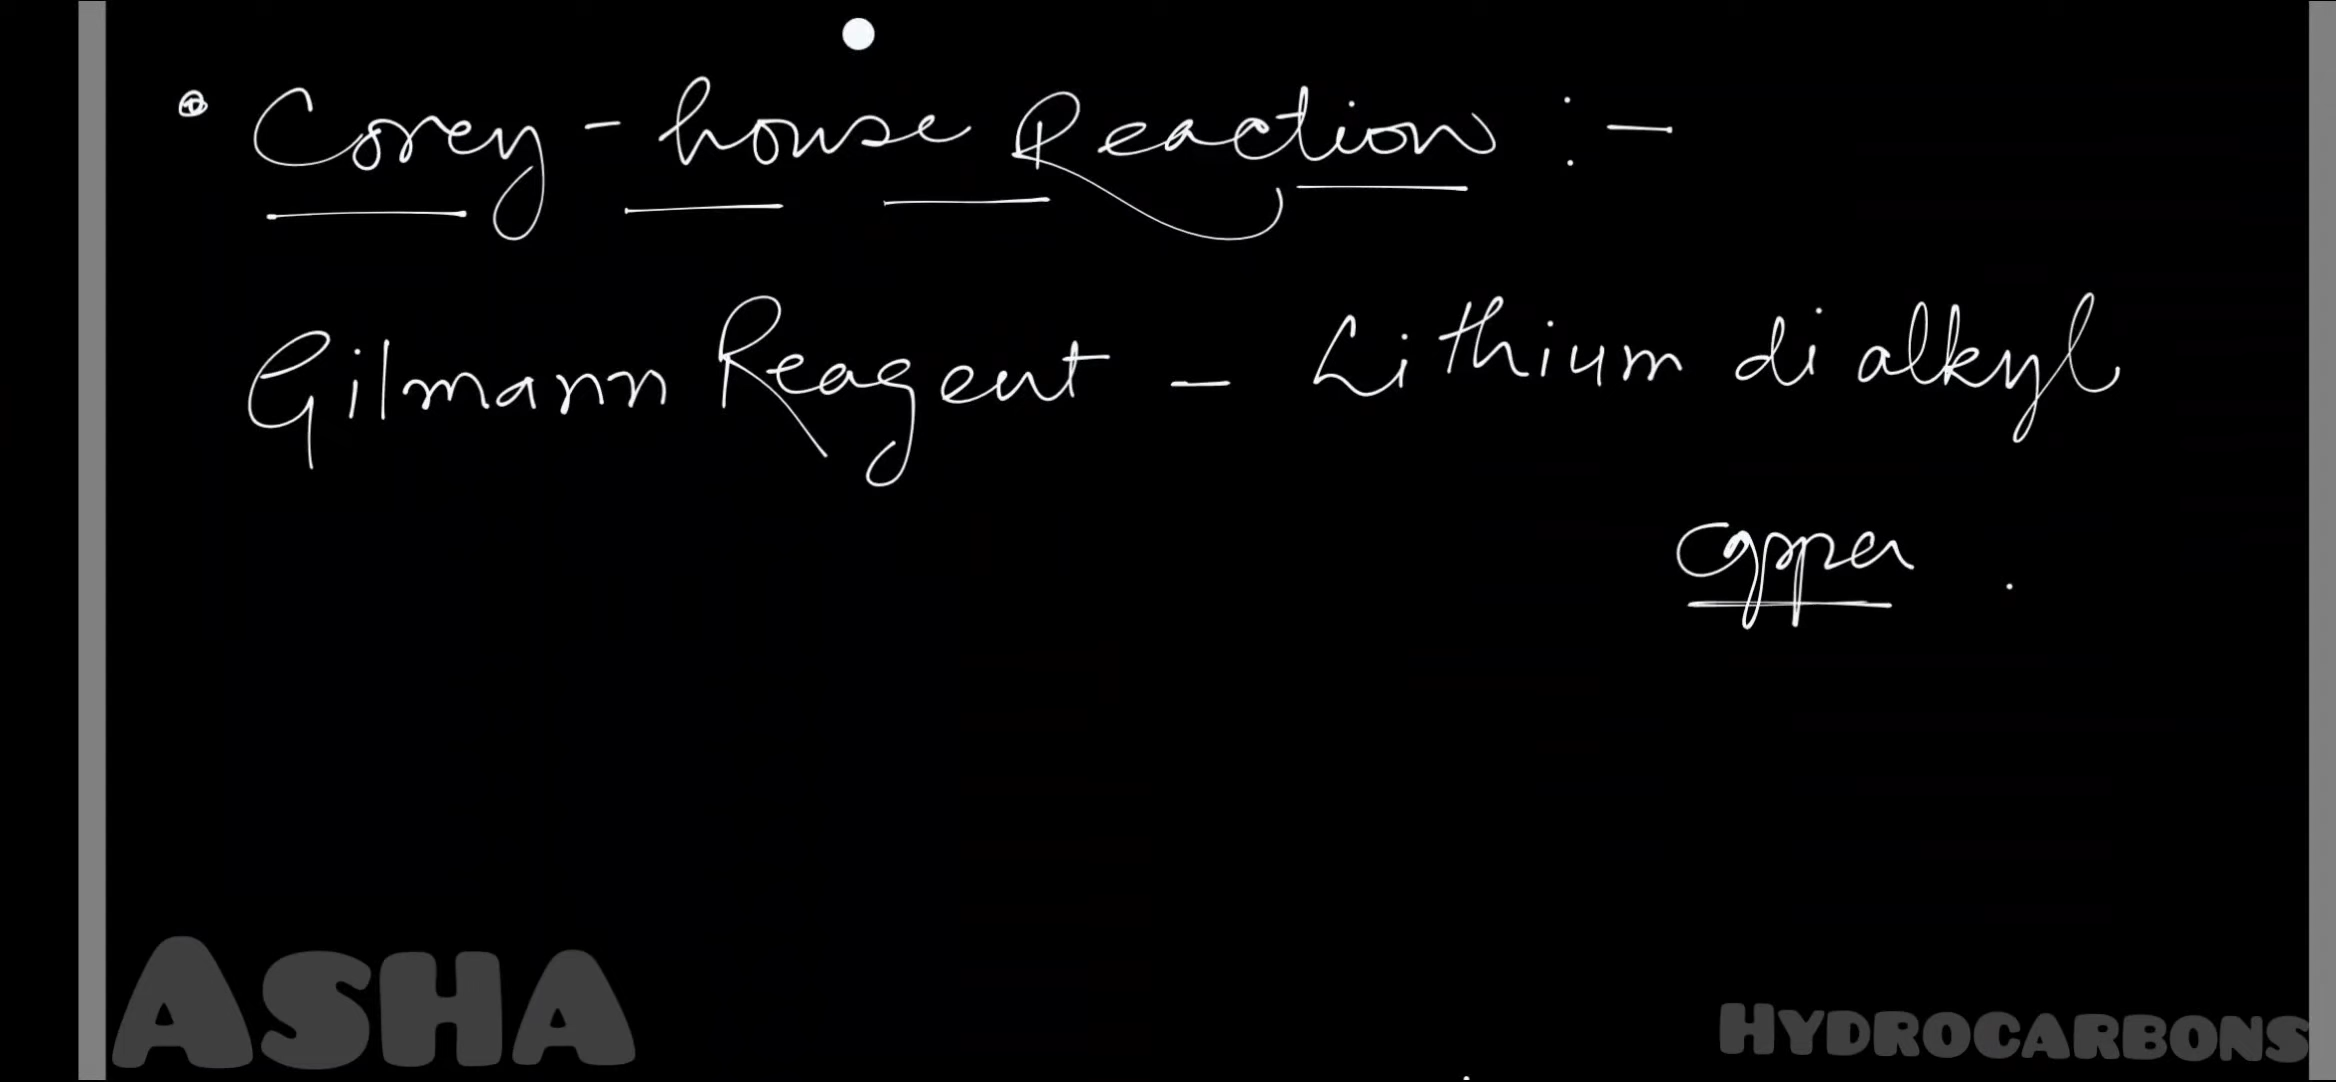 Corey - house Reaction :-
Gilmann Reagent - Lithium di alkyl
copper .
ASHA
HYDROCARBONS